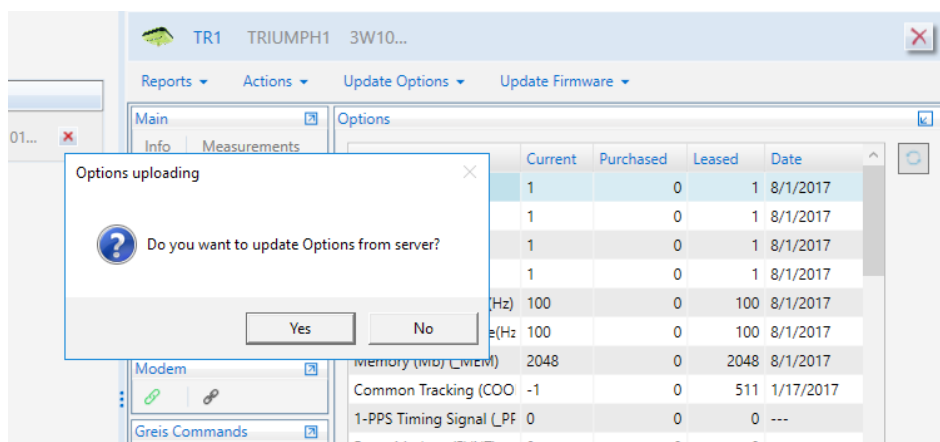 TR1 TRIUMPH1 3W10...
Reports Actions Update Options Update Firmware
Main Options
01... Info Measurements
Current Purchased Leased Date
Options uploading
1 0 1 8/1/2017
1 0 1 8/1/2017
Do you want to update Options from server?
1 0 1 8/1/2017
1 0 1 8/1/2017
(Hz) 100 0 100 8/1/2017
Yes No
e(Hz 100 0 100 8/1/2017
Memory (Mb) (_MEM) 2048 0 2048 8/1/2017
Modem
Common Tracking (COO -1 0 511 1/17/2017
1-PPS Timing Signal (_PF 0 0 0 ---
Greis Commands